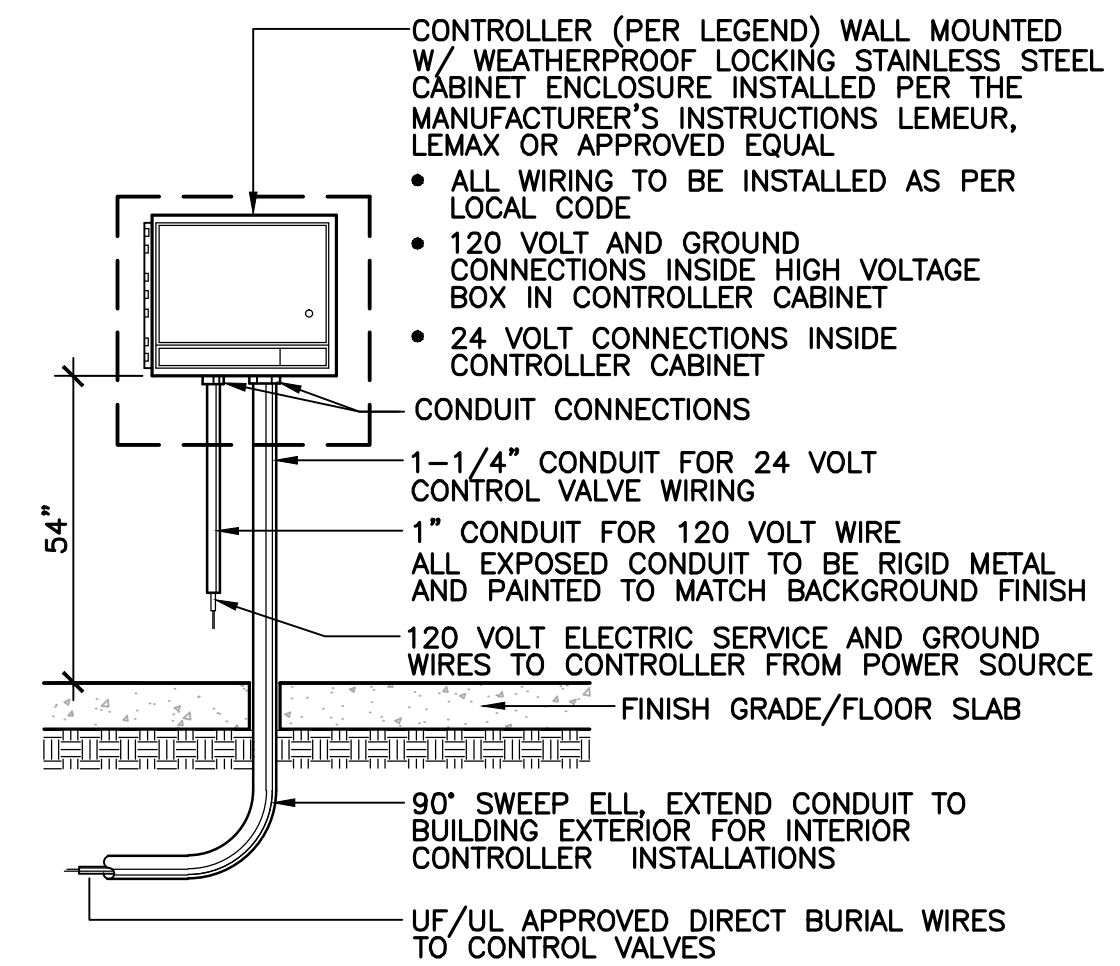 CONTROLLER (PER LEGEND) WALL MOUNTED
W/ WEATHERPROOF LOCKING STAINLESS STEEL
CABINET ENCLOSURE INSTALLED PER THE
MANUFACTURER'S INSTRUCTIONS LEMEUR,
LEMAX OR APPROVED EQUAL
• ALL WIRING TO BE INSTALLED AS PER
LOCAL CODE
• 120 VOLT AND GROUND
CONNECTIONS INSIDE HIGH VOLTAGE
BOX IN CONTROLLER CABINET
• 24 VOLT CONNECTIONS INSIDE
CONTROLLER CABINET
CONDUIT CONNECTIONS
1-1/4" CONDUIT FOR 24 VOLT
CONTROL VALVE WIRING
54"
1" CONDUIT FOR 120 VOLT WIRE
ALL EXPOSED CONDUIT TO BE RIGID METAL
AND PAINTED TO MATCH BACKGROUND FINISH
120 VOLT ELECTRIC SERVICE AND GROUND
WIRES TO CONTROLLER FROM POWER SOURCE
FINISH GRADE/FLOOR SLAB
90° SWEEP ELL, EXTEND CONDUIT TO
BUILDING EXTERIOR FOR INTERIOR
CONTROLLER INSTALLATIONS
UF/UL APPROVED DIRECT BURIAL WIRES
TO CONTROL VALVES